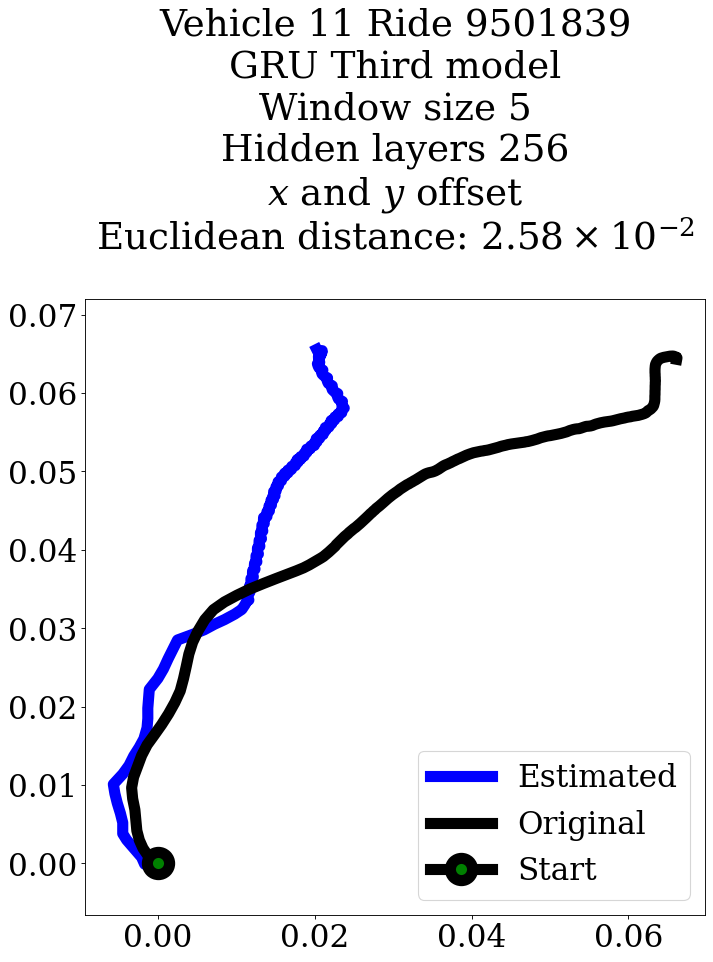 Vehicle 11 Ride 9501839
GRU Third model
Window size 5
Hidden layers 256
x and y offset
Euclidean distance: 2.58 × 10⁻²
0.07
0.06
0.05
0.04
0.03
0.02
0.01
0.00
Estimated
Original
Start
0.00 0.02 0.04 0.06